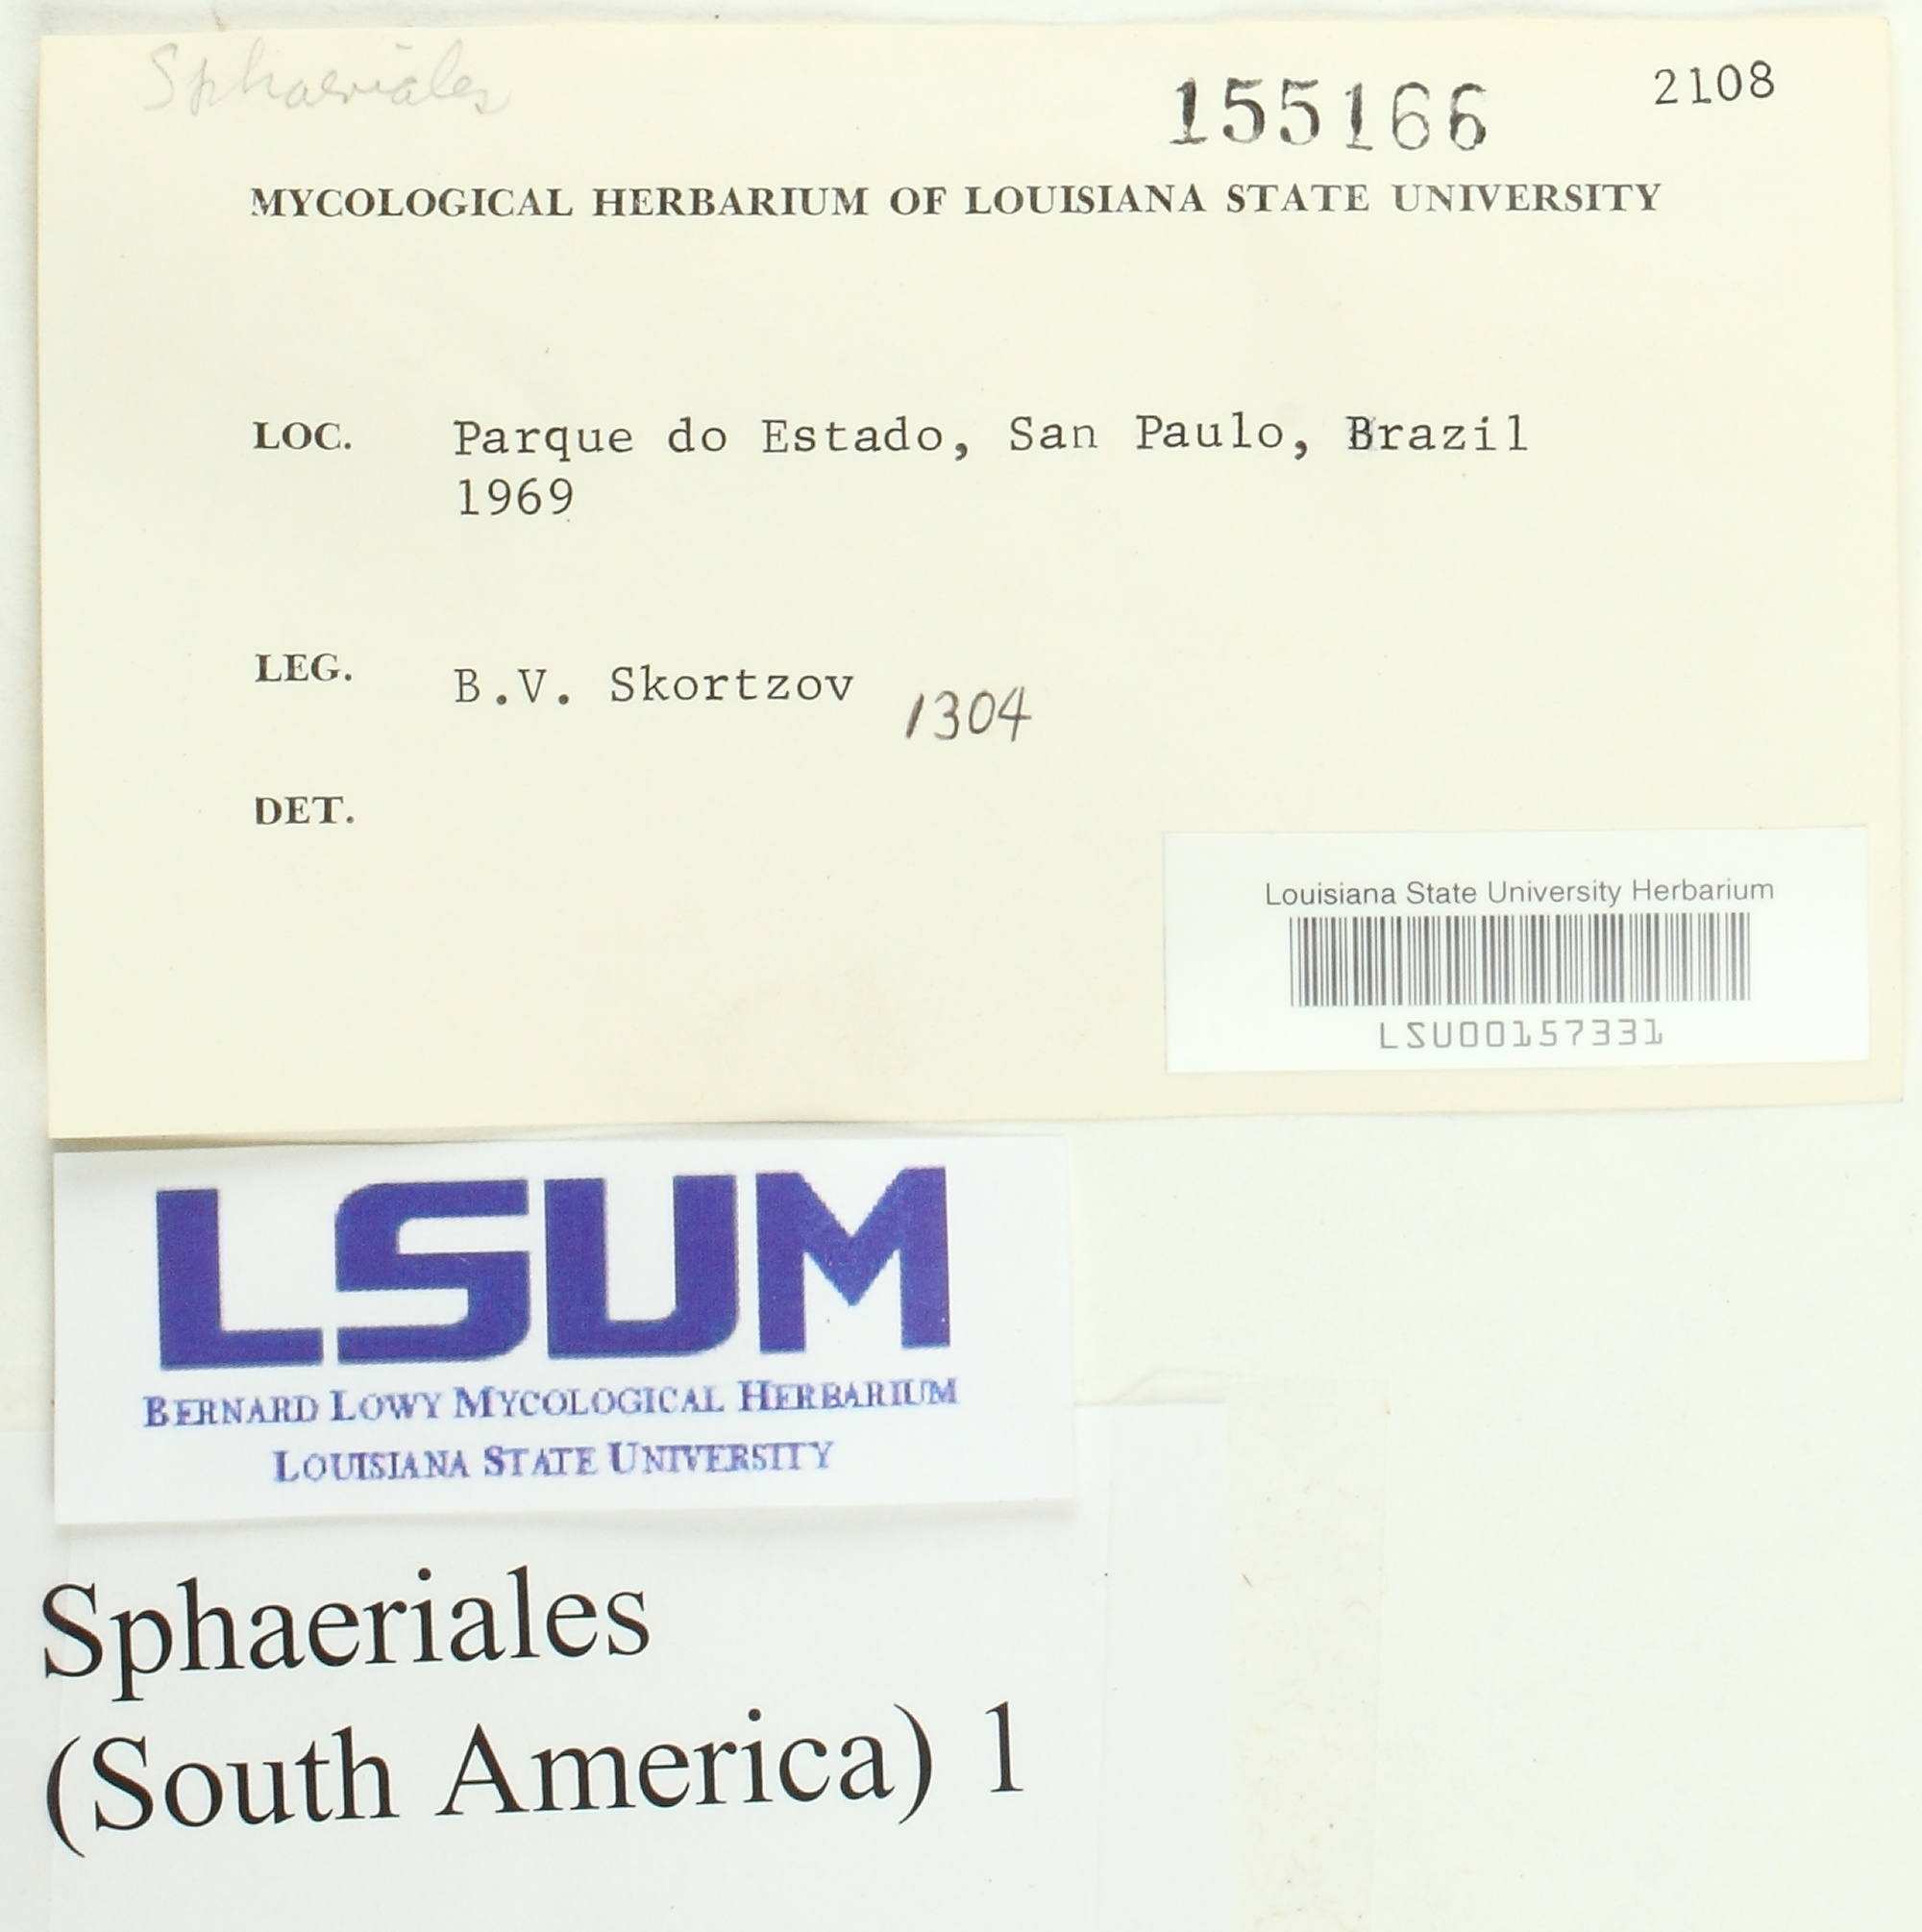 Sphaeriales
155166 2108
MYCOLOGICAL HERBARIUM OF LOUISIANA STATE UNIVERSITY
LOC. Parque do Estado, San Paulo, Brazil
1969
LEG. B.V. Skortzov 1304
DET.
Louisiana State University Herbarium
LSU00157331
LSUM
BERNARD LOWY MYCOLOGICAL HERBARIUM
LOUISIANA STATE UNIVERSITY
Sphaeriales
(South America) 1